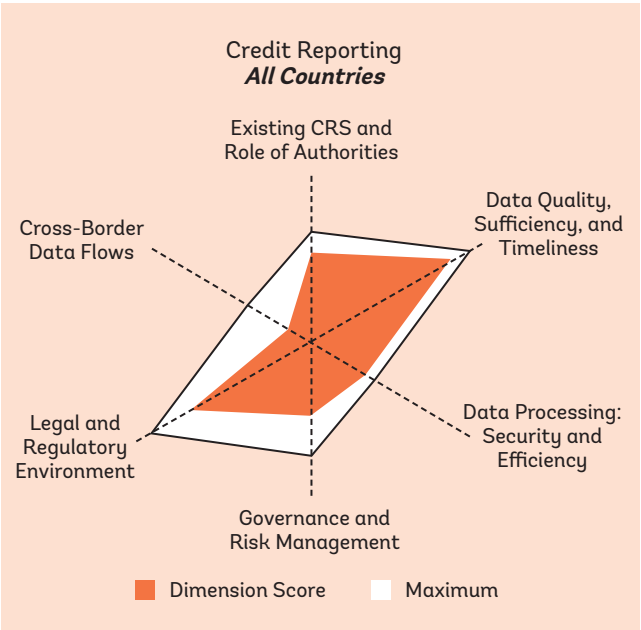 Credit Reporting
All Countries
Existing CRS and
Role of Authorities
Data Quality,
Sufficiency, and
Timeliness
Cross-Border
Data Flows
Legal and
Regulatory
Environment
Data Processing:
Security and
Efficiency
Governance and
Risk Management
Dimension Score
Maximum